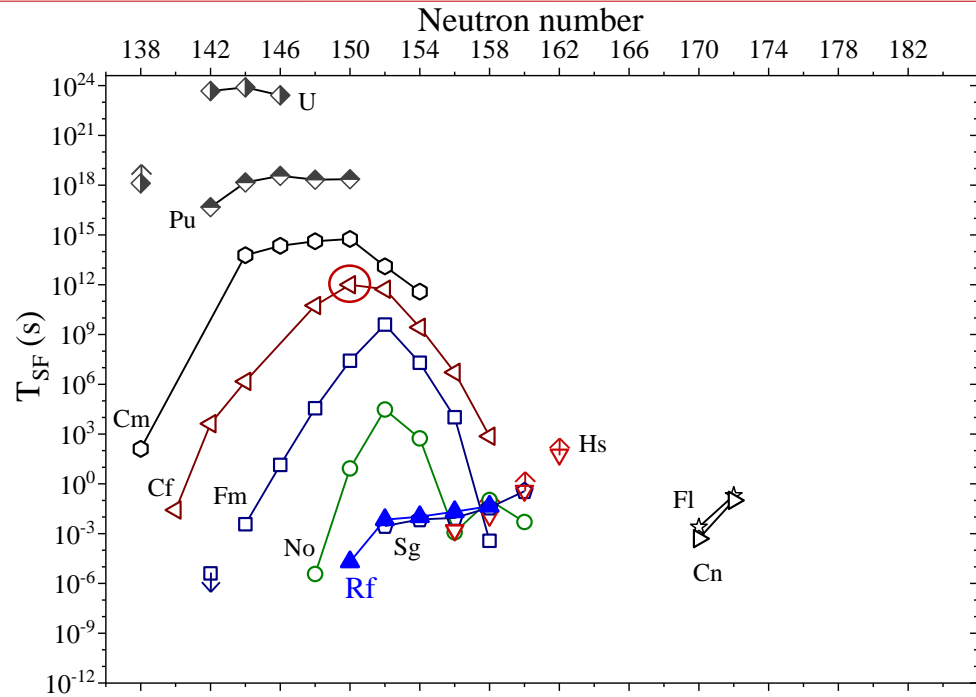 Neutron number
138 142 146 150 154 158 162 166 170 174 178 182
10^24
U
10^21
10^18
Pu
10^15
10^12
10^9
10^6
T_SF (s)
Cm
10^3
Hs
Cf
Fm
10^0
Fl
No
Sg
10^-3
Cn
Rf
10^-6
10^-9
10^-12